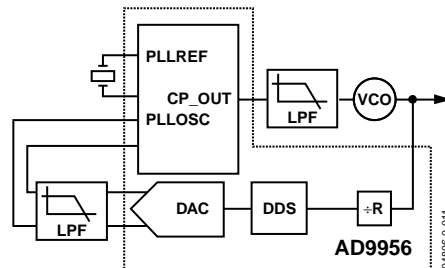 PLLREF
CP_OUT
PLLOSC
LPF
VCO
LPF
DAC
DDS
÷R
AD9956